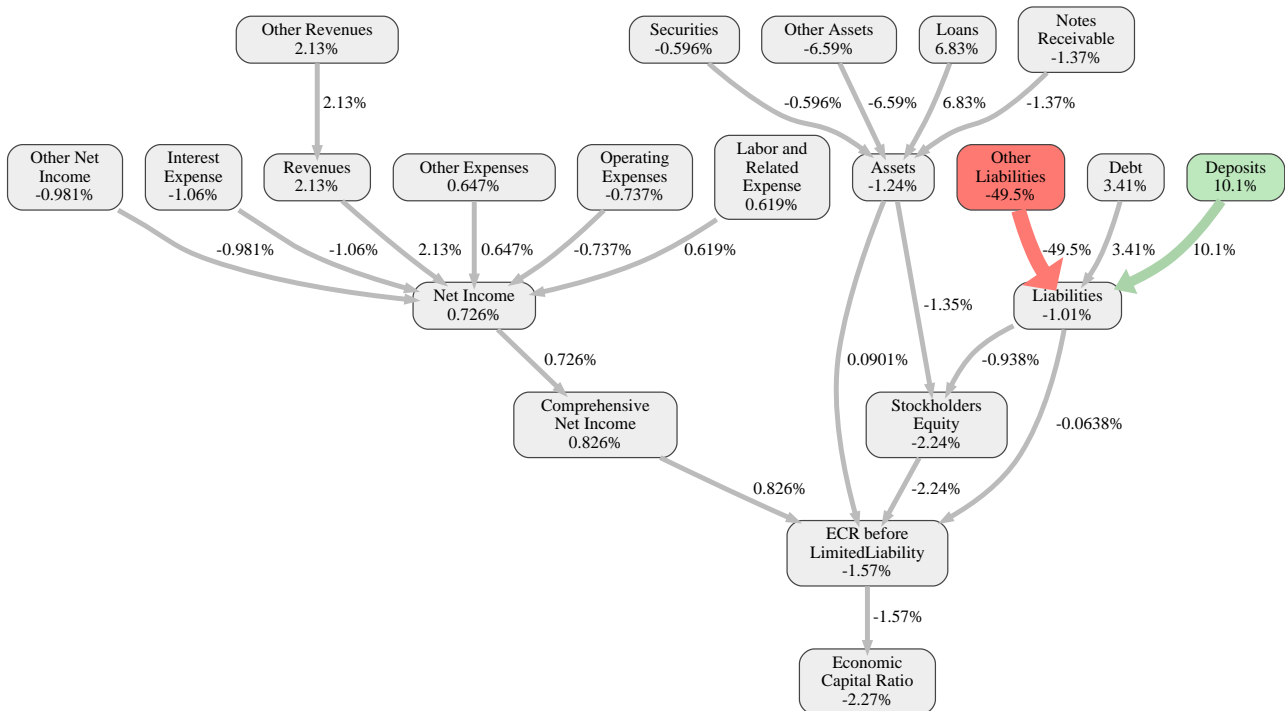 Other Revenues
2.13%
Securities
-0.596%
Other Assets
-6.59%
Loans
6.83%
Notes
Receivable
-1.37%
2.13%
-0.596%
-6.59%
6.83%
-1.37%
Other Net
Income
-0.981%
Interest
Expense
-1.06%
Revenues
2.13%
Other Expenses
0.647%
Operating
Expenses
-0.737%
Labor and
Related
Expense
0.619%
Assets
-1.24%
Other
Liabilities
-49.5%
Debt
3.41%
Deposits
10.1%
-0.981%
-1.06%
2.13%
0.647%
-0.737%
0.619%
-49.5%
3.41%
10.1%
Net Income
0.726%
Liabilities
-1.01%
-1.35%
0.726%
0.0901%
-0.938%
Comprehensive
Net Income
0.826%
Stockholders
Equity
-2.24%
-0.0638%
0.826%
-2.24%
ECR before
LimitedLiability
-1.57%
-1.57%
Economic
Capital Ratio
-2.27%